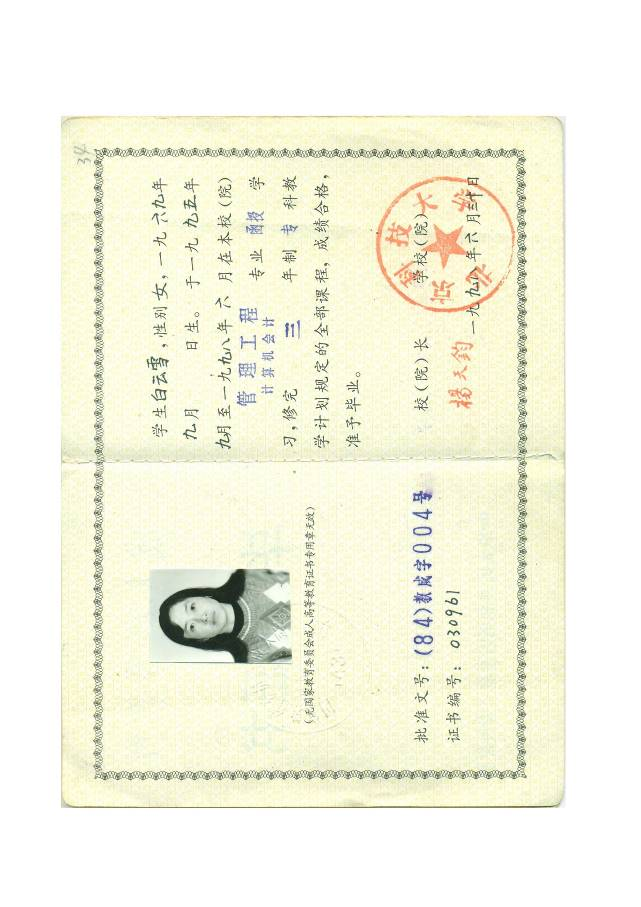 学生白云雪，性别女，一九六九年
九月 日生。于一九九五年
九月至一九九八年六月在本校（院）
管理工程
计算机会计
专业函授学
习，修完三年制专科教
学计划规定的全部课程，成绩合格，
准予毕业。
校（院）长
杨天钧
学校（院）
北京科技大学
一九九八年六月三十日
（无国家教育委员会成人高等教育证书专用章无效）
批准文号：（84）教成字004号
证书编号：030961
34